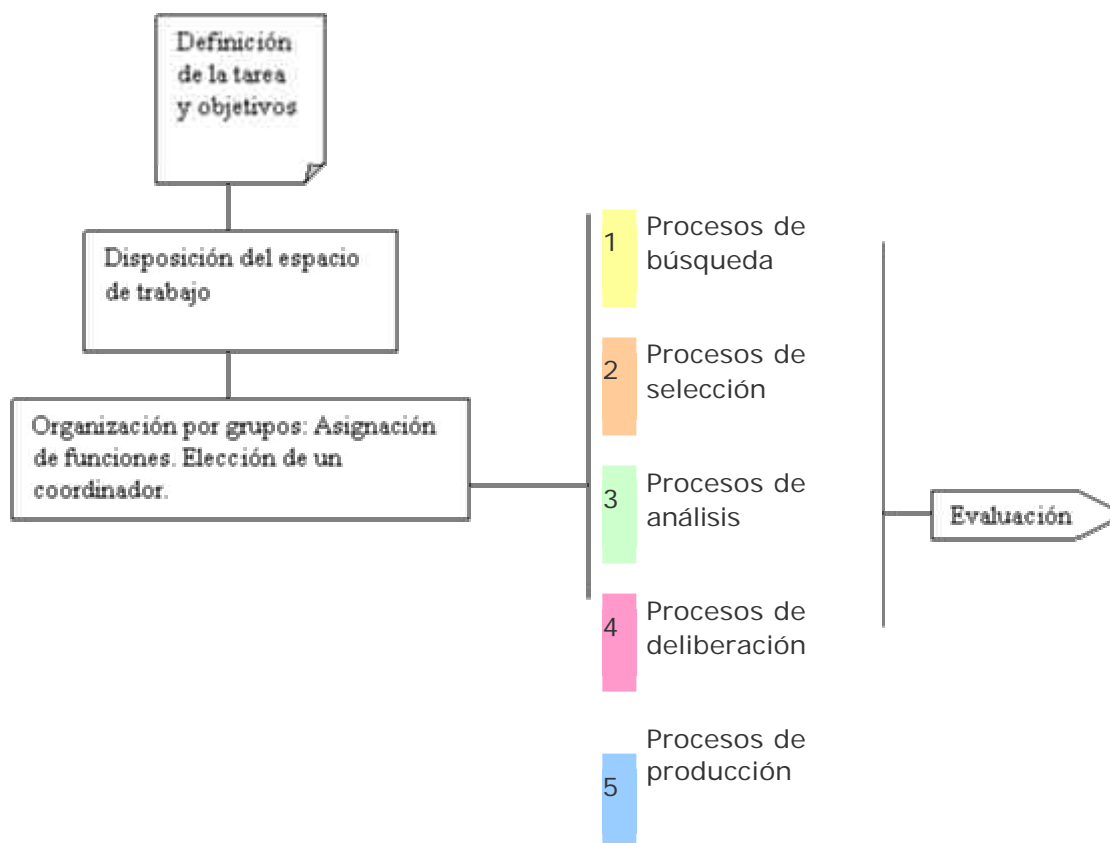 Definición
de la tarea
y objetivos
Disposición del espacio
de trabajo
Organización por grupos: Asignación
de funciones. Elección de un
coordinador.
1
Procesos de
búsqueda
2
Procesos de
selección
3
Procesos de
análisis
4
Procesos de
deliberación
5
Procesos de
producción
Evaluación